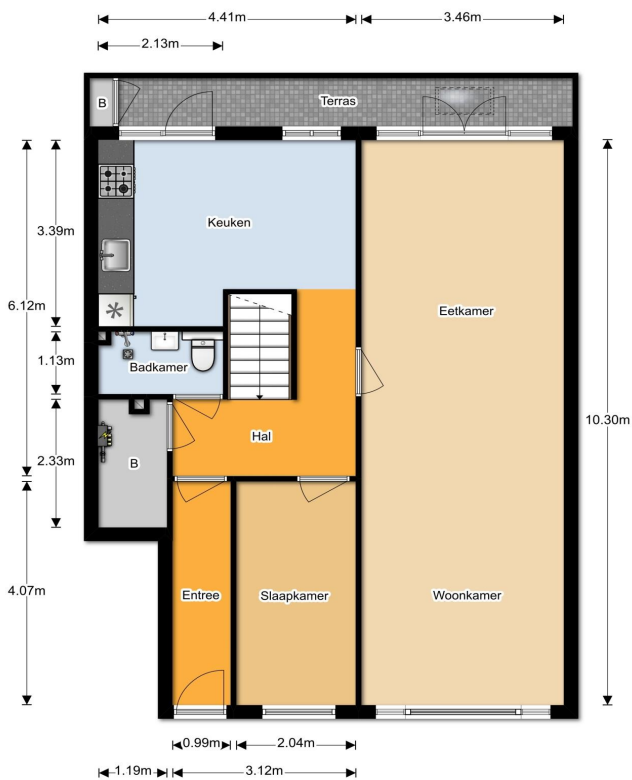 4.41m
3.46m
2.13m
B
Terras
3.39m
Keuken
6.12m
Eetkamer
1.13m
Badkamer
10.30m
Hal
2.33m
B
4.07m
Entree
Slaapkamer
Woonkamer
0.99m
2.04m
1.19m
3.12m